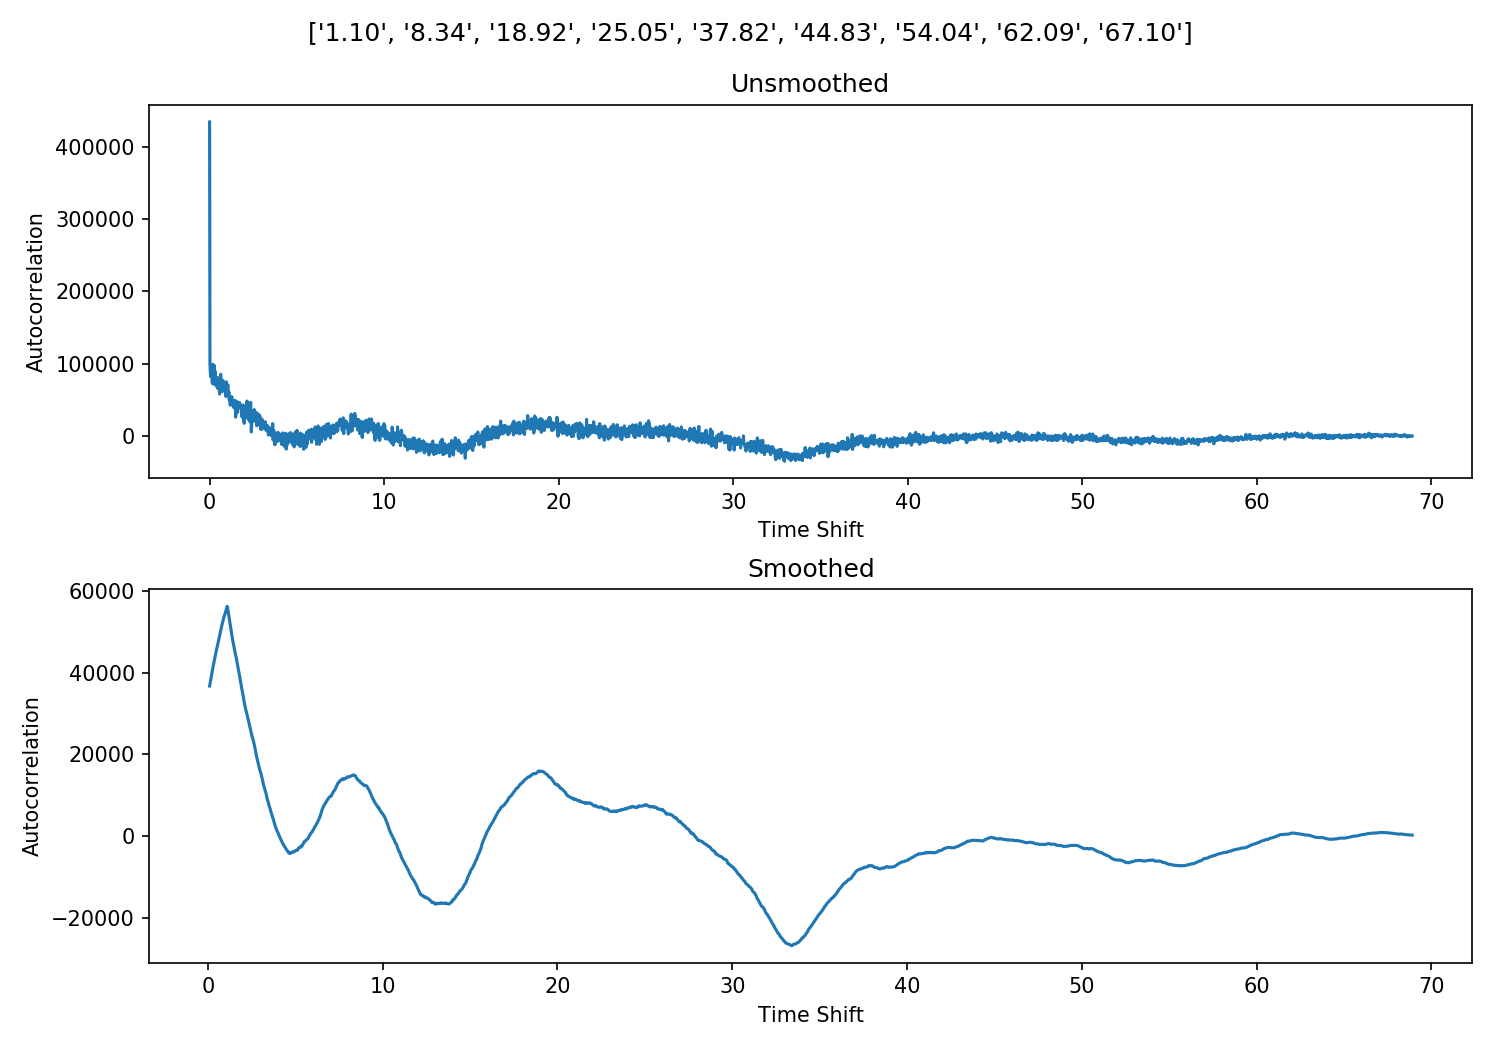 ['1.10', '8.34', '18.92', '25.05', '37.82', '44.83', '54.04', '62.09', '67.10']
Unsmoothed
400000
300000
200000
100000
0
Autocorrelation
0 10 20 30 40 50 60 70
Time Shift
Smoothed
60000
40000
20000
0
−20000
Autocorrelation
0 10 20 30 40 50 60 70
Time Shift